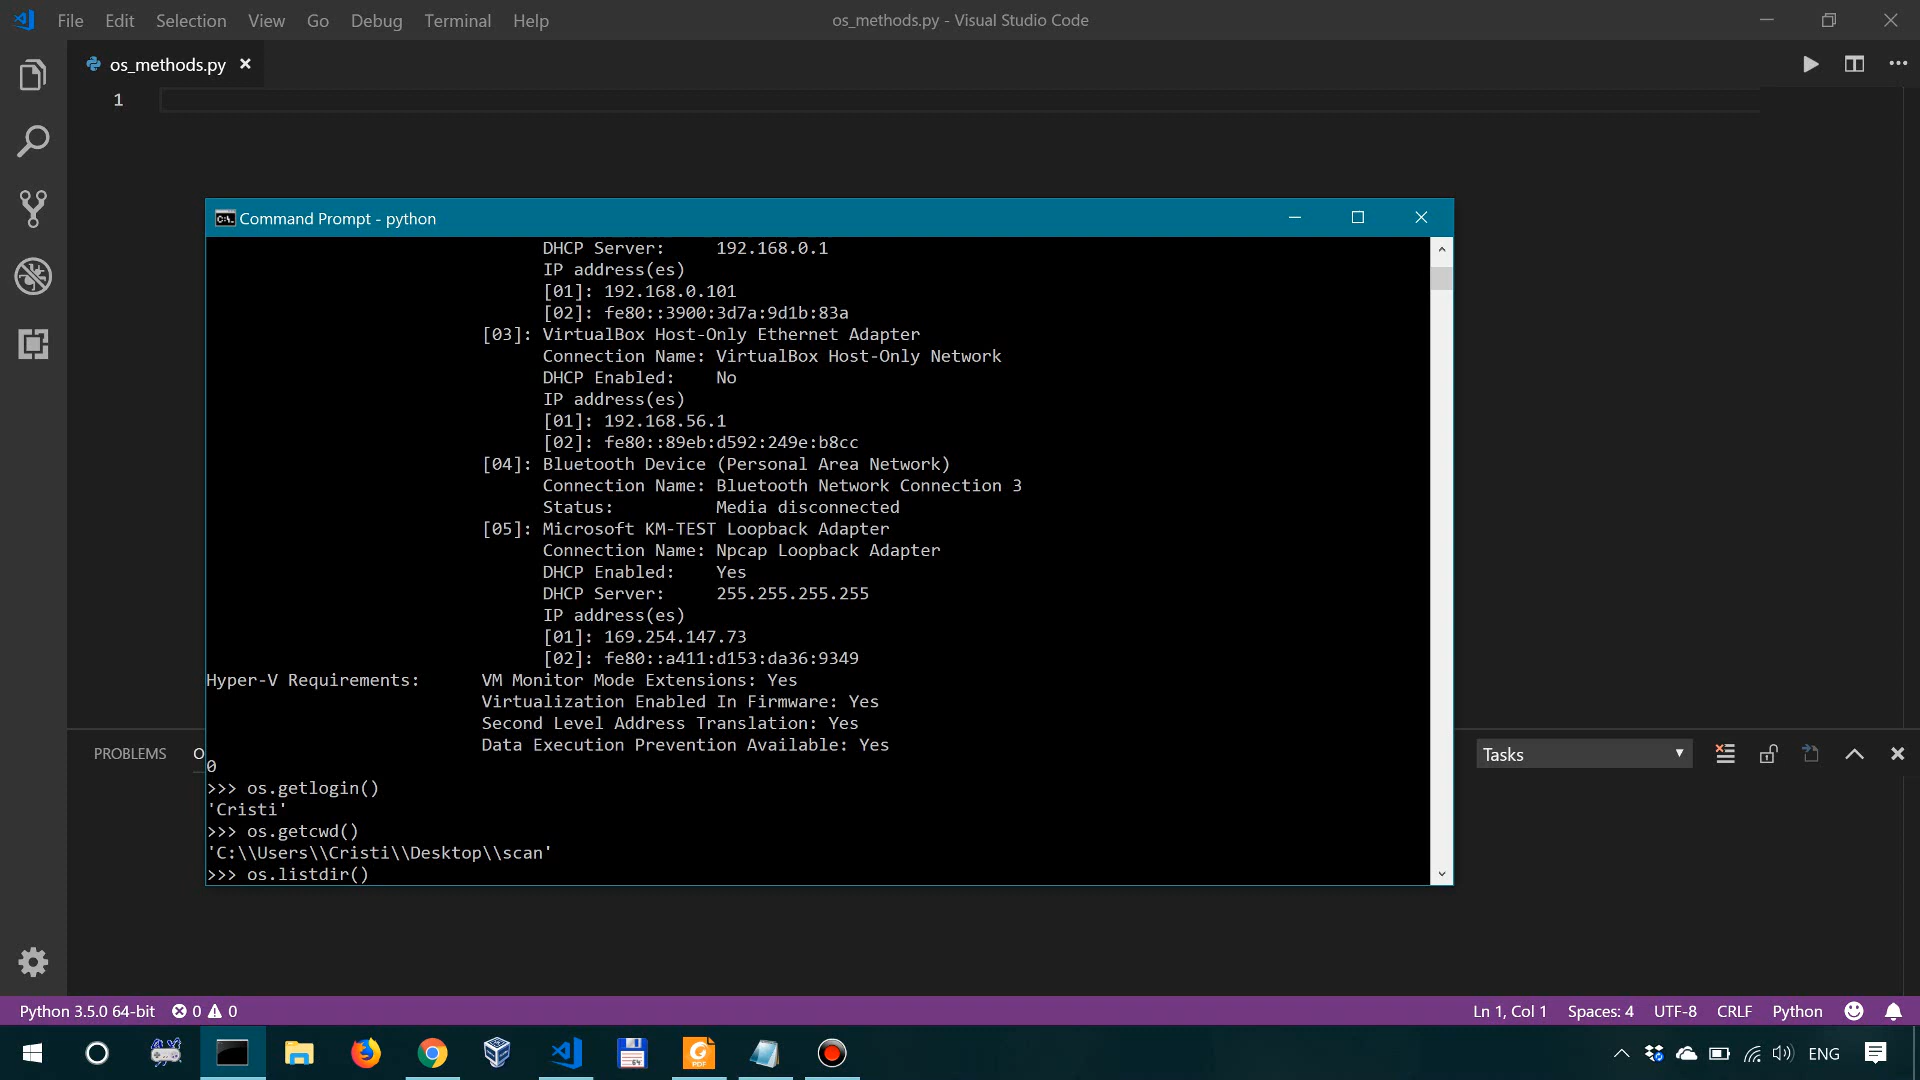 File Edit Selection View Go Debug Terminal Help
os_methods.py - Visual Studio Code
os_methods.py
1
Command Prompt - python
DHCP Server: 192.168.0.1
IP address(es)
[01]: 192.168.0.101
[02]: fe80::3900:3d7a:9d1b:83a
[03]: VirtualBox Host-Only Ethernet Adapter
Connection Name: VirtualBox Host-Only Network
DHCP Enabled: No
IP address(es)
[01]: 192.168.56.1
[02]: fe80::89eb:d592:249e:b8cc
[04]: Bluetooth Device (Personal Area Network)
Connection Name: Bluetooth Network Connection 3
Status: Media disconnected
[05]: Microsoft KM-TEST Loopback Adapter
Connection Name: Npcap Loopback Adapter
DHCP Enabled: Yes
DHCP Server: 255.255.255.255
IP address(es)
[01]: 169.254.147.73
[02]: fe80::a411:d153:da36:9349
Hyper-V Requirements: VM Monitor Mode Extensions: Yes
Virtualization Enabled In Firmware: Yes
Second Level Address Translation: Yes
Data Execution Prevention Available: Yes
0
>>> os.getlogin()
'Cristi'
>>> os.getcwd()
'C:\\Users\\Cristi\\Desktop\\scan'
>>> os.listdir()
PROBLEMS O
Tasks
Python 3.5.0 64-bit 0 0
Ln 1, Col 1 Spaces: 4 UTF-8 CRLF Python
PDF
64
ENG